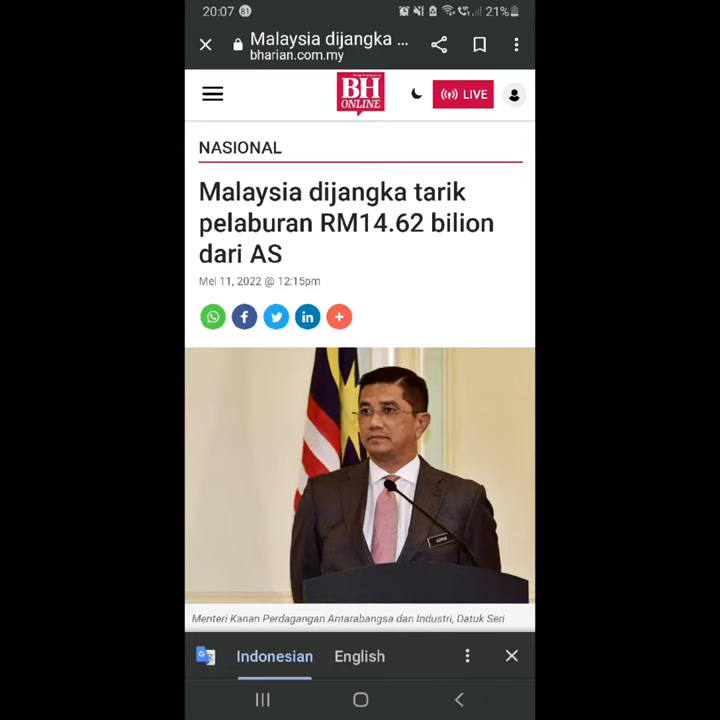 20:07 81 21%
Malaysia dijangka ...
bharian.com.my
BH
ONLINE
LIVE
NASIONAL
Malaysia dijangka tarik
pelaburan RM14.62 bilion
dari AS
Mei 11, 2022 @ 12:15pm
Menteri Kanan Perdagangan Antarabangsa dan Industri, Datuk Seri
Indonesian English